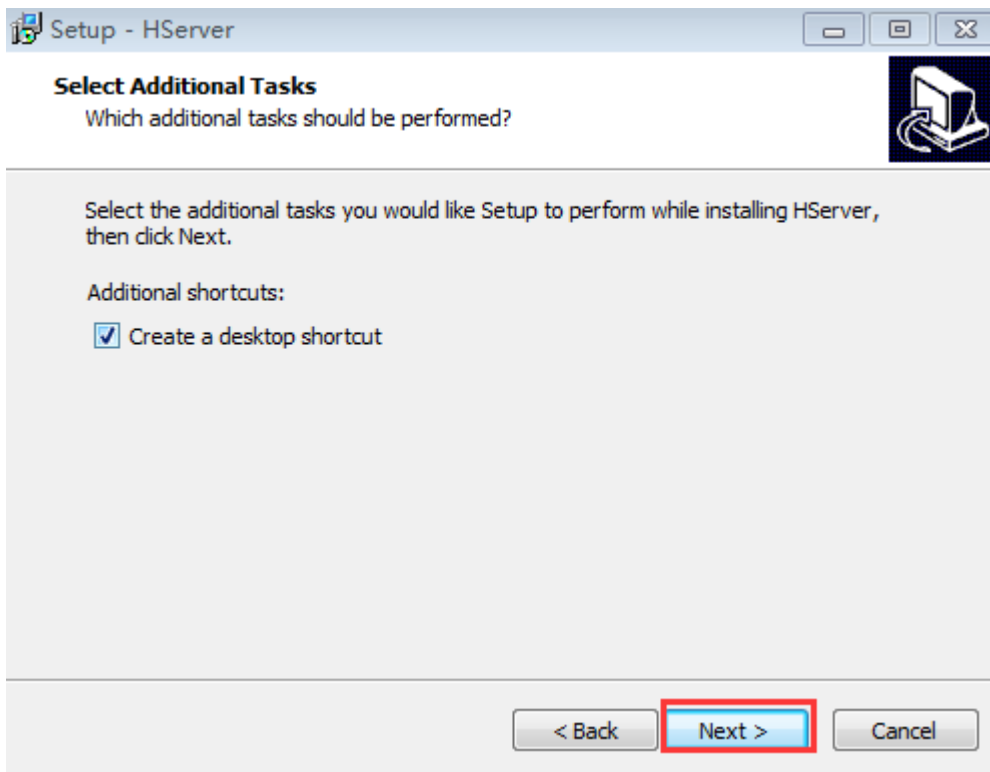 Setup - HServer
Select Additional Tasks
Which additional tasks should be performed?
Select the additional tasks you would like Setup to perform while installing HServer,
then click Next.
Additional shortcuts:
Create a desktop shortcut
< Back Next > Cancel